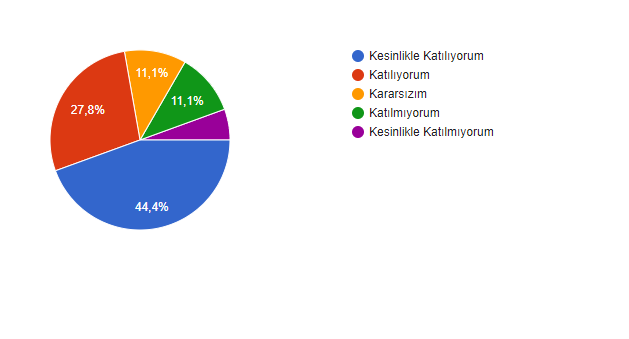 11,1%
27,8%
11,1%
44,4%
Kesinlikle Katılıyorum
Katılıyorum
Kararsızım
Katılmıyorum
Kesinlikle Katılmıyorum